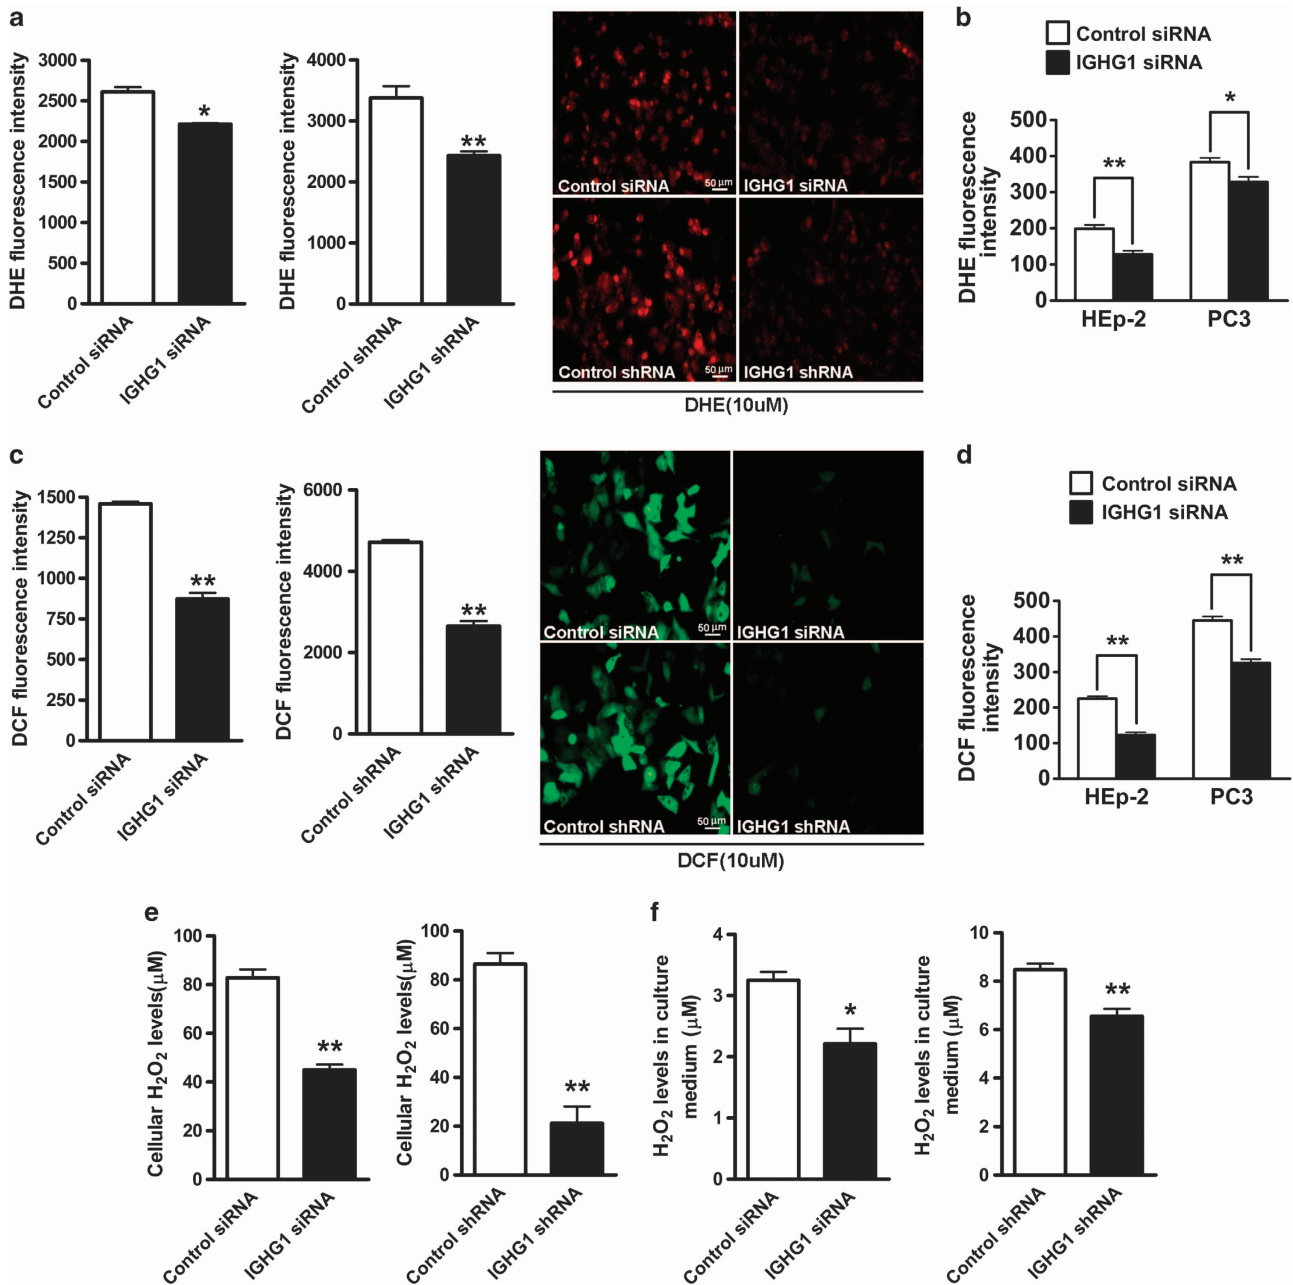 a
DHE fluorescence intensity
3000
2500
2000
1500
1000
500
0
*
Control siRNA
IGHG1 siRNA
DHE fluorescence intensity
4000
3000
2000
1000
0
**
Control shRNA
IGHG1 shRNA
Control siRNA
50 µm
IGHG1 siRNA
Control shRNA
50 µm
IGHG1 shRNA
DHE(10uM)
b
Control siRNA
IGHG1 siRNA
DHE fluorescence
intensity
500
400
300
200
100
0
**
*
HEp-2
PC3
c
DCF fluorescence intensity
1500
1250
1000
750
500
250
0
**
Control siRNA
IGHG1 siRNA
DCF fluorescence intensity
6000
4000
2000
0
**
Control shRNA
IGHG1 shRNA
Control siRNA
50 µm
IGHG1 siRNA
Control shRNA
50 µm
IGHG1 shRNA
DCF(10uM)
d
Control siRNA
IGHG1 siRNA
DCF fluorescence
intensity
500
400
300
200
100
0
**
**
HEp-2
PC3
e
Cellular H₂O₂ levels(µM)
100
80
60
40
20
0
**
Control siRNA
IGHG1 siRNA
Cellular H₂O₂ levels(µM)
100
80
60
40
20
0
**
Control shRNA
IGHG1 shRNA
f
H₂O₂ levels in culture
medium (µM)
4
3
2
1
0
*
Control siRNA
IGHG1 siRNA
H₂O₂ levels in culture
medium (µM)
10
8
6
4
2
0
**
Control shRNA
IGHG1 shRNA